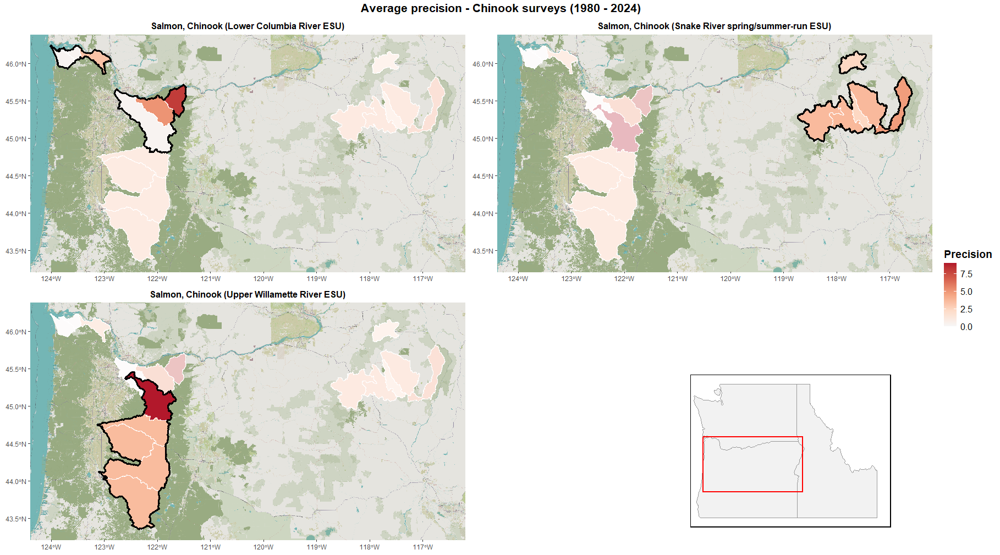 Average precision - Chinook surveys (1980 - 2024)
Salmon, Chinook (Lower Columbia River ESU)
46.0°N
45.5°N
45.0°N
44.5°N
44.0°N
43.5°N
124°W 123°W 122°W 121°W 120°W 119°W 118°W 117°W
Salmon, Chinook (Snake River spring/summer-run ESU)
46.0°N
45.5°N
45.0°N
44.5°N
44.0°N
43.5°N
124°W 123°W 122°W 121°W 120°W 119°W 118°W 117°W
Salmon, Chinook (Upper Willamette River ESU)
46.0°N
45.5°N
45.0°N
44.5°N
44.0°N
43.5°N
124°W 123°W 122°W 121°W 120°W 119°W 118°W 117°W
Precision
7.5
5.0
2.5
0.0